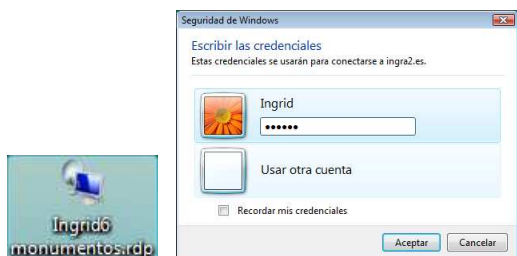 Seguridad de Windows
Escribir las credenciales
Estas credenciales se usarán para conectarse a ingra2.es.
Ingrid
••••••
Usar otra cuenta
Recordar mis credenciales
Aceptar
Cancelar
Ingrid6
monumentos.rdp